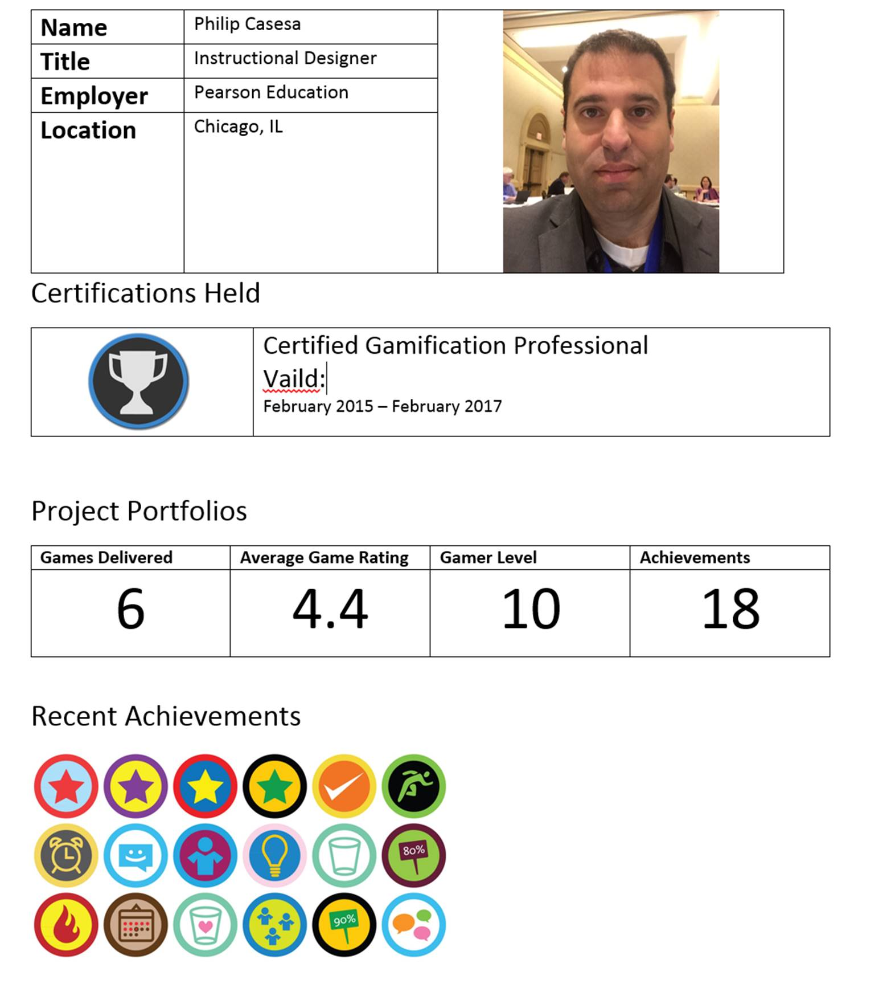 Name Philip Casesa
Title Instructional Designer
Employer Pearson Education
Location Chicago, IL
Certifications Held
Certified Gamification Professional
Vaild:
February 2015 – February 2017
Project Portfolios
Games Delivered Average Game Rating Gamer Level Achievements
6 4.4 10 18
Recent Achievements
80%
90%